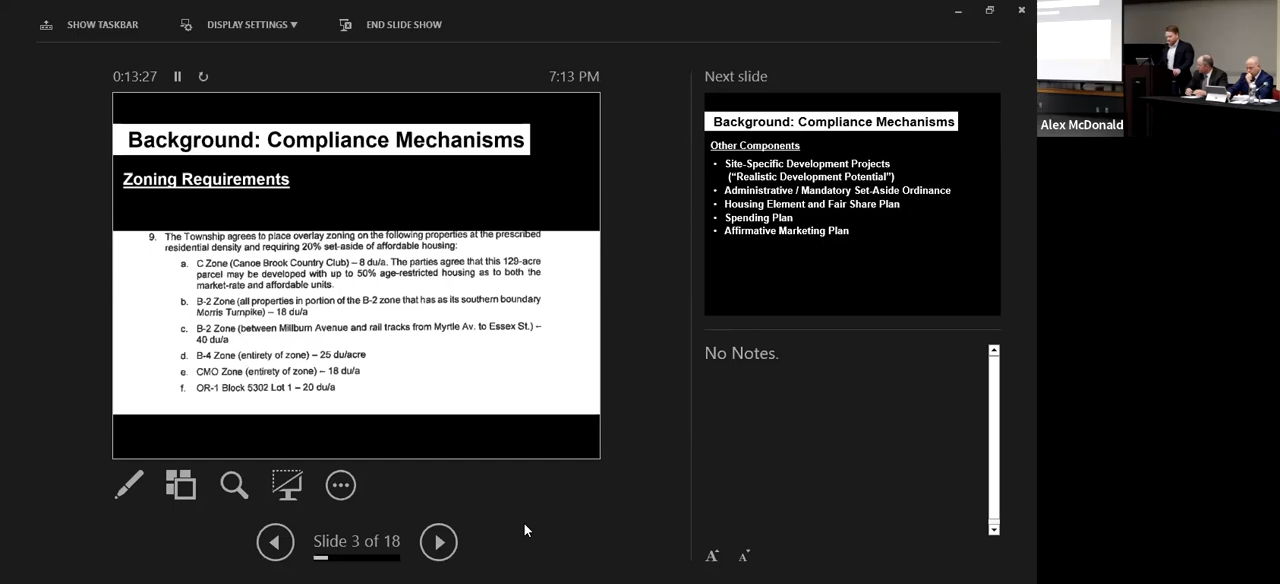 SHOW TASKBAR
DISPLAY SETTINGS ▼
END SLIDE SHOW
0:13:27
7:13 PM
Background: Compliance Mechanisms
Zoning Requirements
9. The Township agrees to place overlay zoning on the following properties at the prescribed
residential density and requiring 20% set-aside of affordable housing:
a. C Zone (Canoe Brook Country Club) – 8 du/a. The parties agree that this 129-acre
parcel may be developed with up to 50% age-restricted housing as to both the
market-rate and affordable units.
b. B-2 Zone (all properties in portion of the B-2 zone that has as its southern boundary
Morris Turnpike) – 18 du/a
c. B-2 Zone (between Millburn Avenue and rail tracks from Myrtle Av. to Essex St.) –
40 du/a
d. B-4 Zone (entirety of zone) – 25 du/acre
e. CMO Zone (entirety of zone) – 18 du/a
f. OR-1 Block 5302 Lot 1 – 20 du/a
Slide 3 of 18
Next slide
Background: Compliance Mechanisms
Other Components
• Site-Specific Development Projects
("Realistic Development Potential")
• Administrative / Mandatory Set-Aside Ordinance
• Housing Element and Fair Share Plan
• Spending Plan
• Affirmative Marketing Plan
No Notes.
A A
Alex McDonald